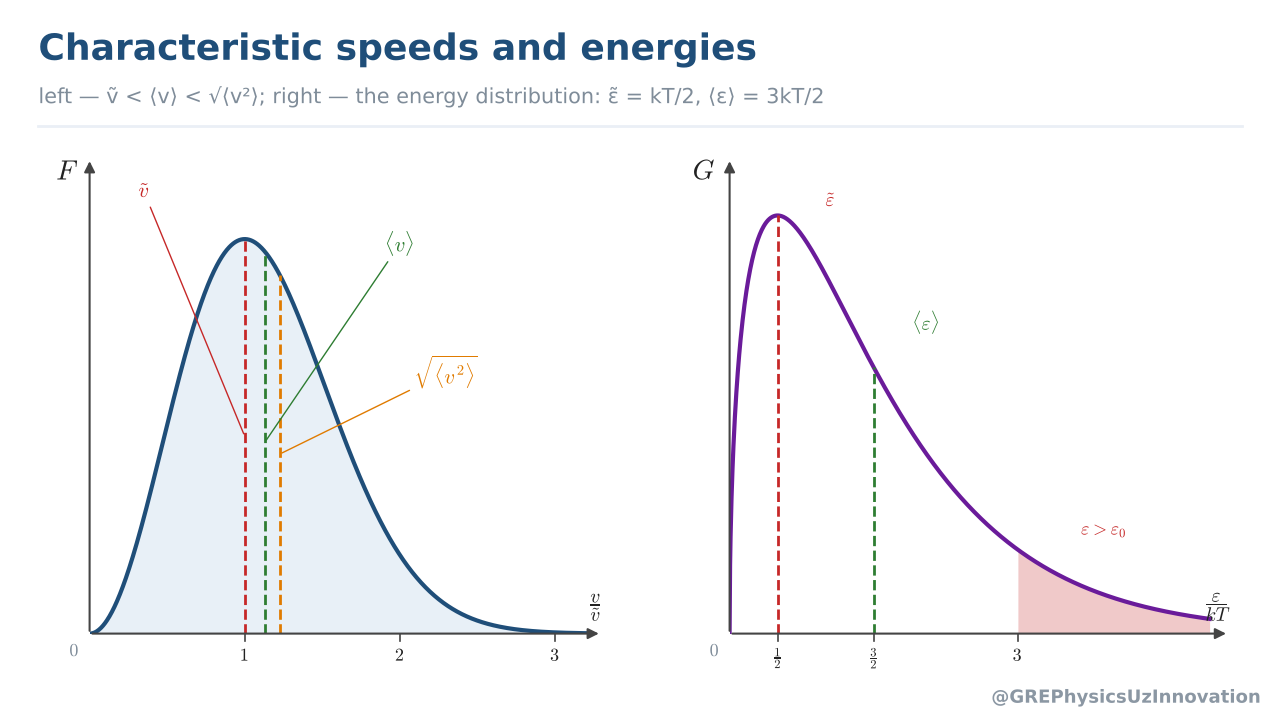 Characteristic speeds and energies
left — ṽ < ⟨v⟩ < √⟨v²⟩; right — the energy distribution: ε̃ = kT/2, ⟨ε⟩ = 3kT/2
F
ṽ
⟨v⟩
√⟨v²⟩
v/ṽ
0 1 2 3
G
ε̃
⟨ε⟩
ε > ε₀
ε/kT
0 1/2 3/2 3
@GREPhysicsUzInnovation